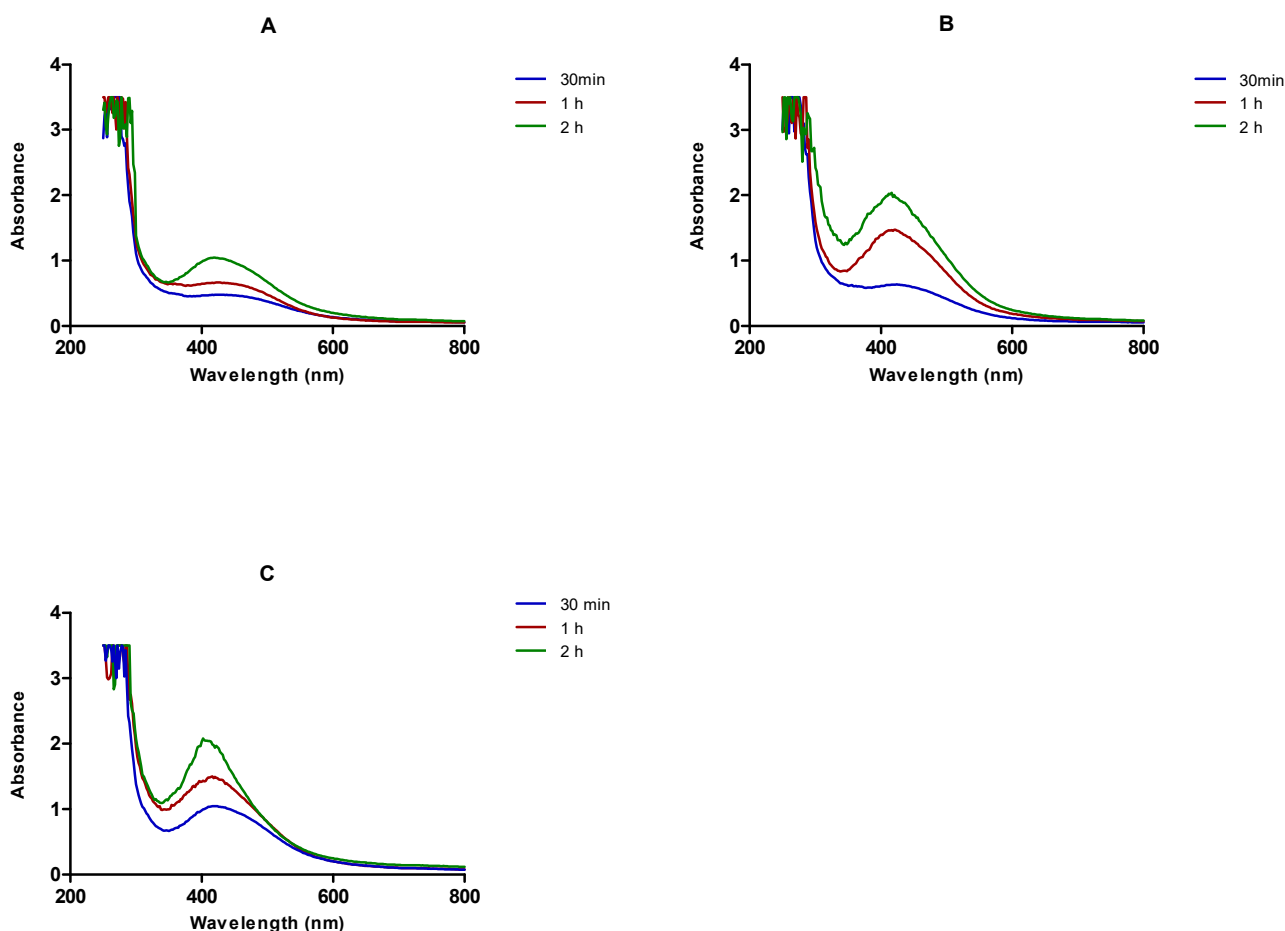 A
4
3
2
1
0
200 400 600 800
Absorbance
Wavelength (nm)
30min
1 h
2 h
B
4
3
2
1
0
200 400 600 800
Absorbance
Wavelength (nm)
30min
1 h
2 h
C
4
3
2
1
0
200 400 600 800
Absorbance
Wavelength (nm)
30 min
1 h
2 h